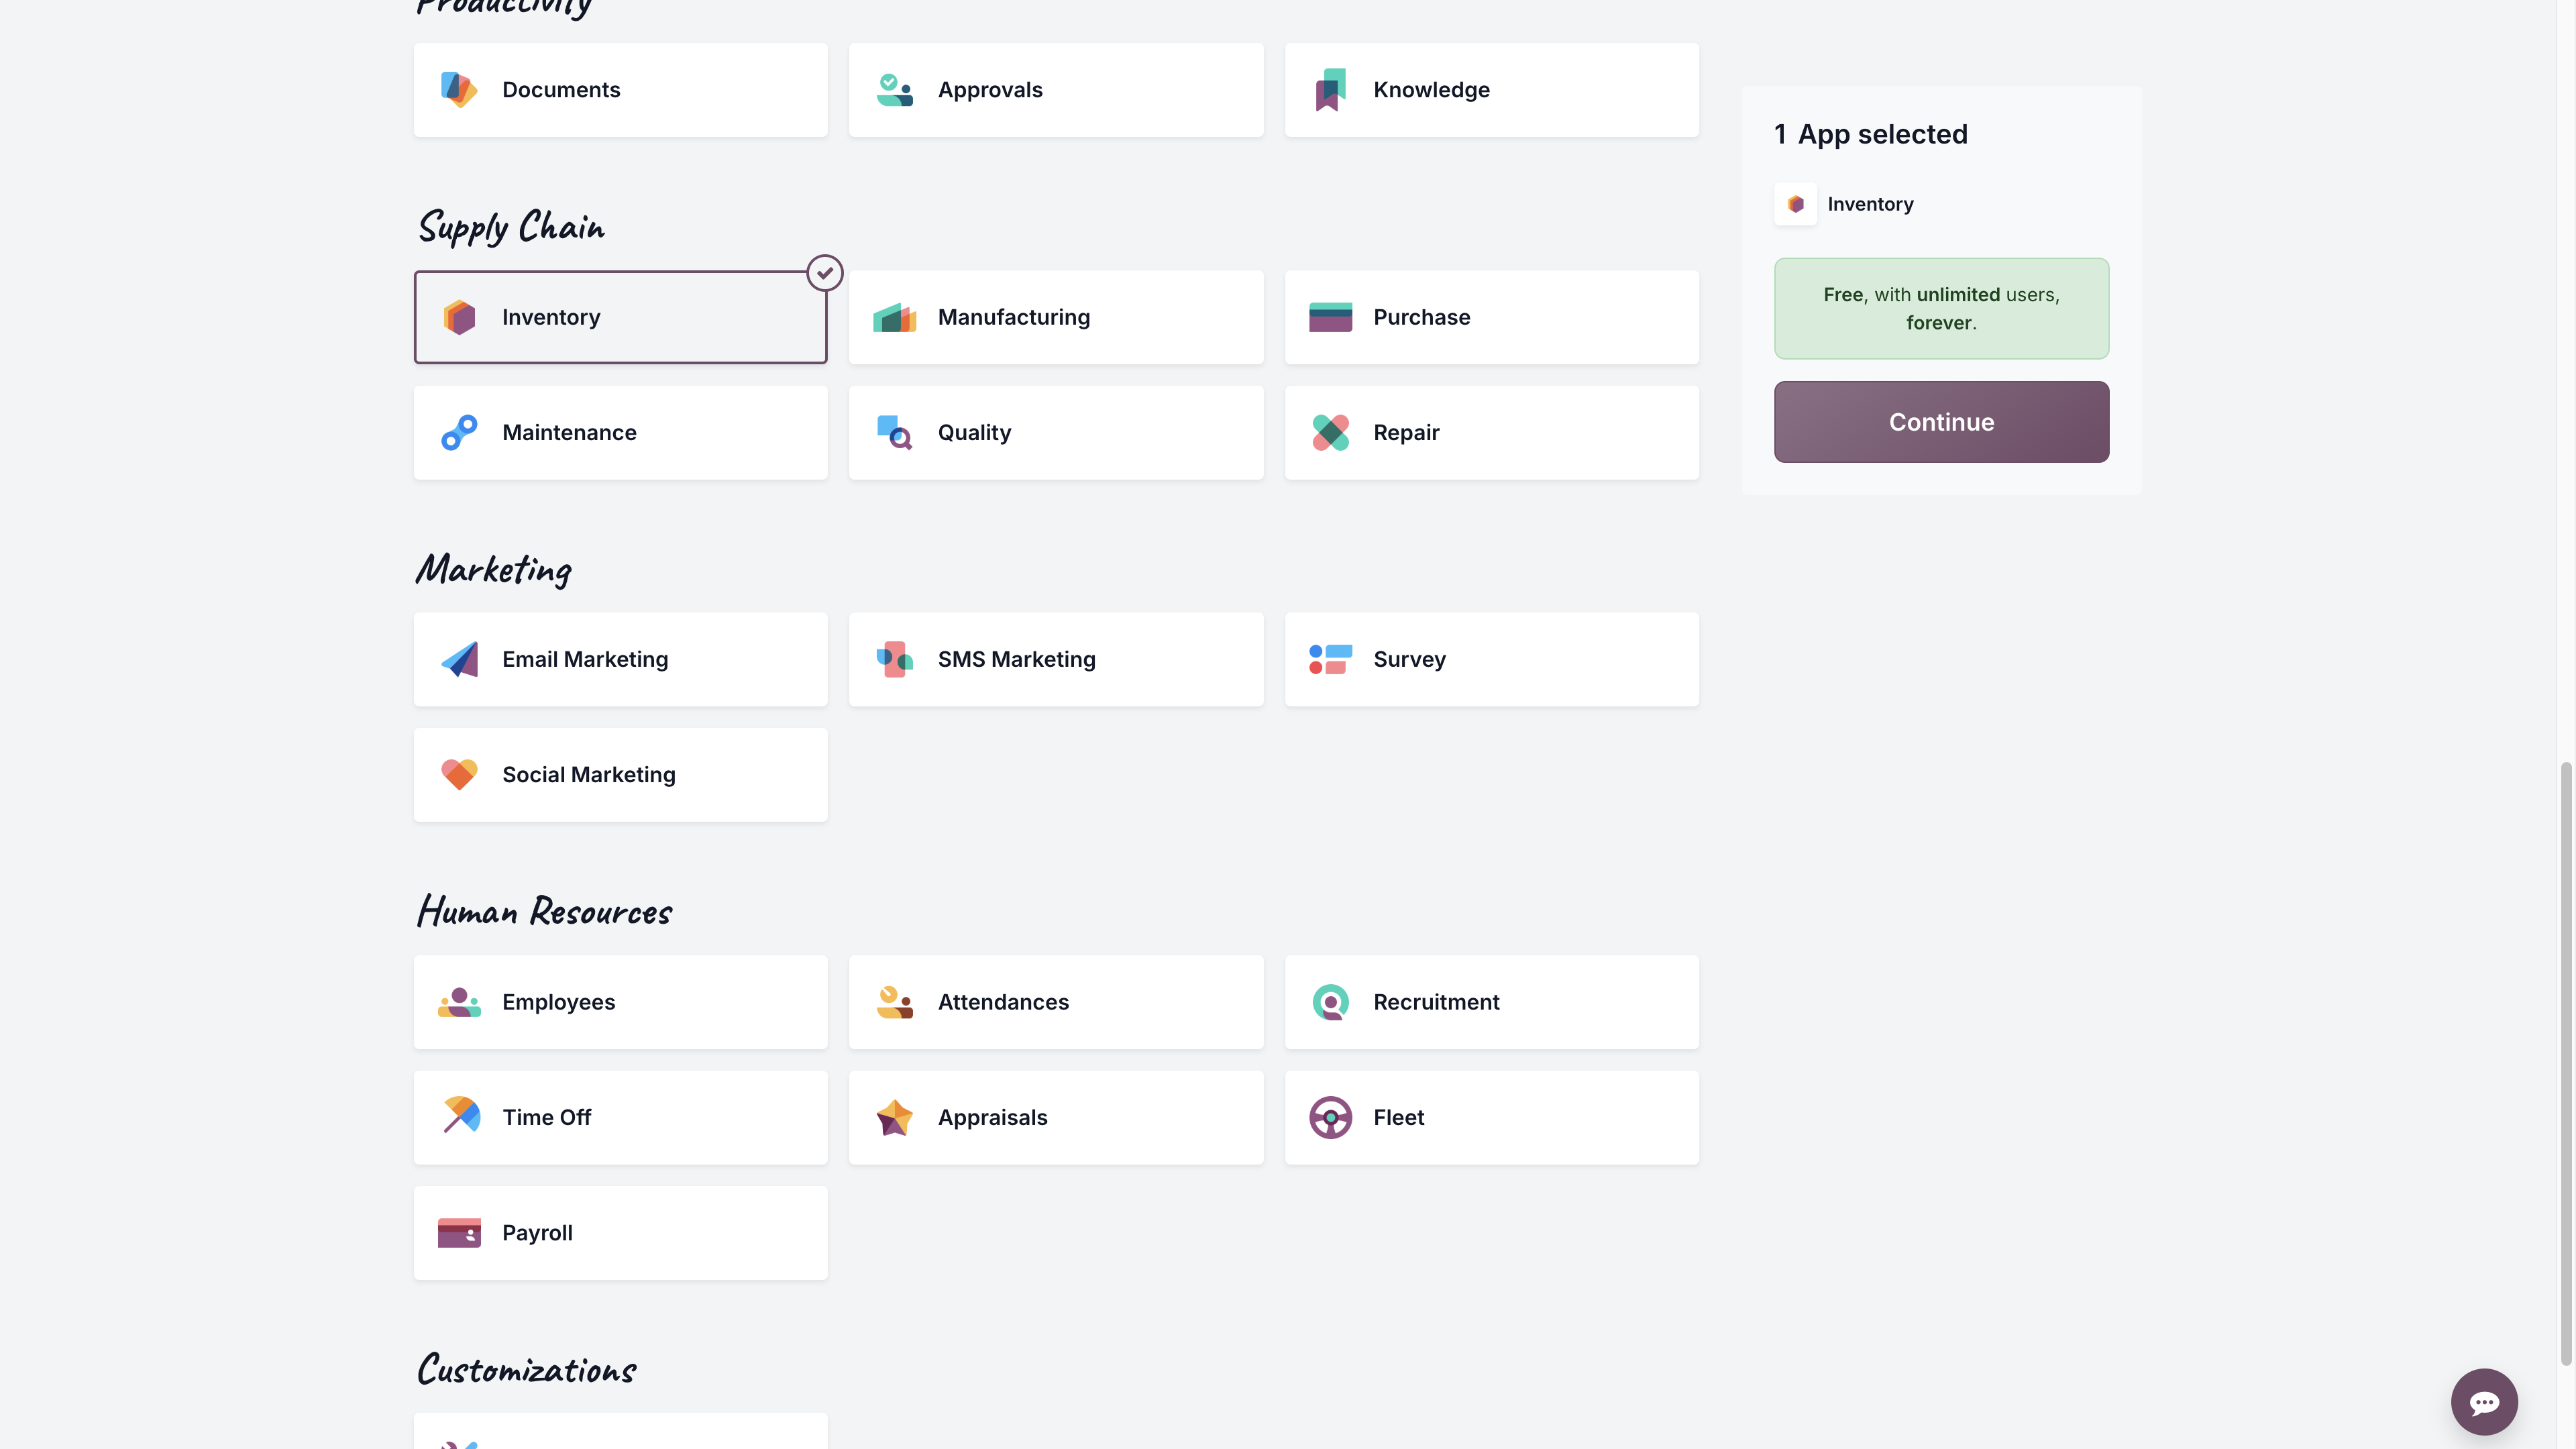 Productivity
Documents
Approvals
Knowledge
1 App selected
Inventory
Free, with unlimited users,
forever.
Continue
Supply Chain
Inventory
Manufacturing
Purchase
Maintenance
Quality
Repair
Marketing
Email Marketing
SMS Marketing
Survey
Social Marketing
Human Resources
Employees
Attendances
Recruitment
Time Off
Appraisals
Fleet
Payroll
Customizations